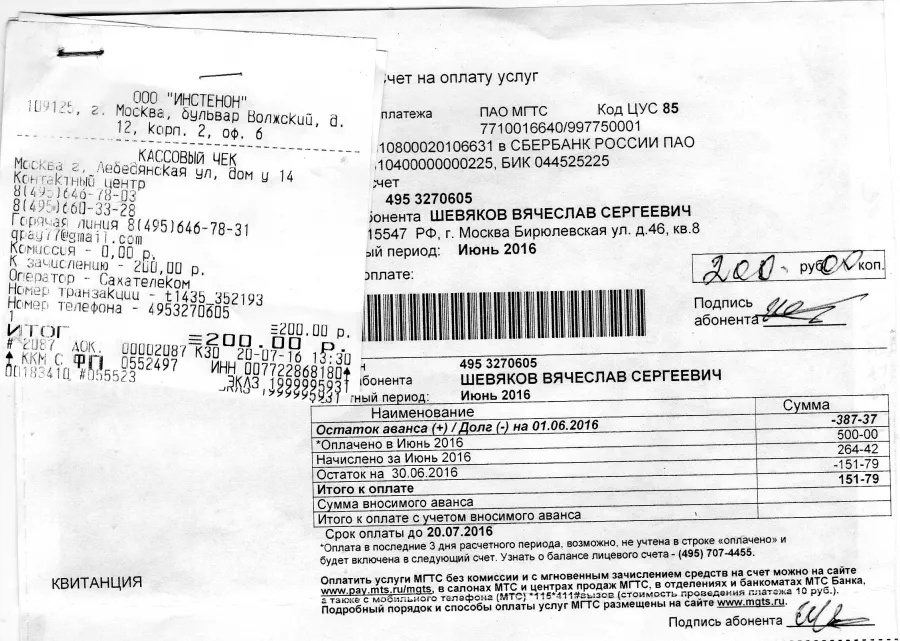 ООО "ИНСТЕНОН"
109125, г. Москва, бульвар Волжский, д.
12, корп. 2, оф. 6
КАССОВЫЙ ЧЕК
Москва г, Лебедянская ул, дом у 14
Контактный центр
8(495)646-78-03
8(495)660-33-28
Горячая линия 8(495)646-78-31
qpay77@gmail.com
Комиссия - 0,00 р.
К зачислению - 200,00 р.
Оператор - Сахателеком
Номер транзакции - t1435_352193
Номер телефона - 4953270605
1
≡200.00 р.
ИТОГ ≡200.00 р.
# 2087 ДОК. 00002087 К30 20-07-16 13:30
ККМ С ФП 0552497 ИНН 007722868180
00183410 #055523
ЭКЛЗ 1999995931
чет на оплату услуг
платежа ПАО МГТС Код ЦУС 85
7710016640/997750001
10800020106631 в СБЕРБАНК РОССИИ ПАО
10400000000225, БИК 044525225
счет
495 3270605
абонента ШЕВЯКОВ ВЯЧЕСЛАВ СЕРГЕЕВИЧ
15547 РФ, г. Москва Бирюлевская ул. д.46, кв.8
ый период: Июнь 2016
оплате:
200- руб 00 коп.
Подпись
абонента
495 3270605
абонента ШЕВЯКОВ ВЯЧЕСЛАВ СЕРГЕЕВИЧ
тный период: Июнь 2016
Наименование Сумма
Остаток аванса (+) / Долг (-) на 01.06.2016 -387-37
*Оплачено в Июнь 2016 500-00
Начислено за Июнь 2016 264-42
Остаток на 30.06.2016 -151-79
Итого к оплате 151-79
Сумма вносимого аванса
Итого к оплате с учетом вносимого аванса
Срок оплаты до 20.07.2016
*Оплата в последние 3 дня расчетного периода, возможно, не учтена в строке «оплачено» и
будет включена в следующий счет. Узнать о балансе лицевого счета - (495) 707-4455.
КВИТАНЦИЯ
Оплатить услуги МГТС без комиссии и с мгновенным зачислением средств на счет можно на сайте
www.pay.mts.ru/mgts, в салонах МТС и центрах продаж МГТС, в отделениях и банкоматах МТС Банка,
а также с мобильного телефона (МТС) *115*411#вызов (стоимость проведения платежа 10 руб.).
Подробный порядок и способы оплаты услуг МГТС размещены на сайте www.mgts.ru.
Подпись абонента